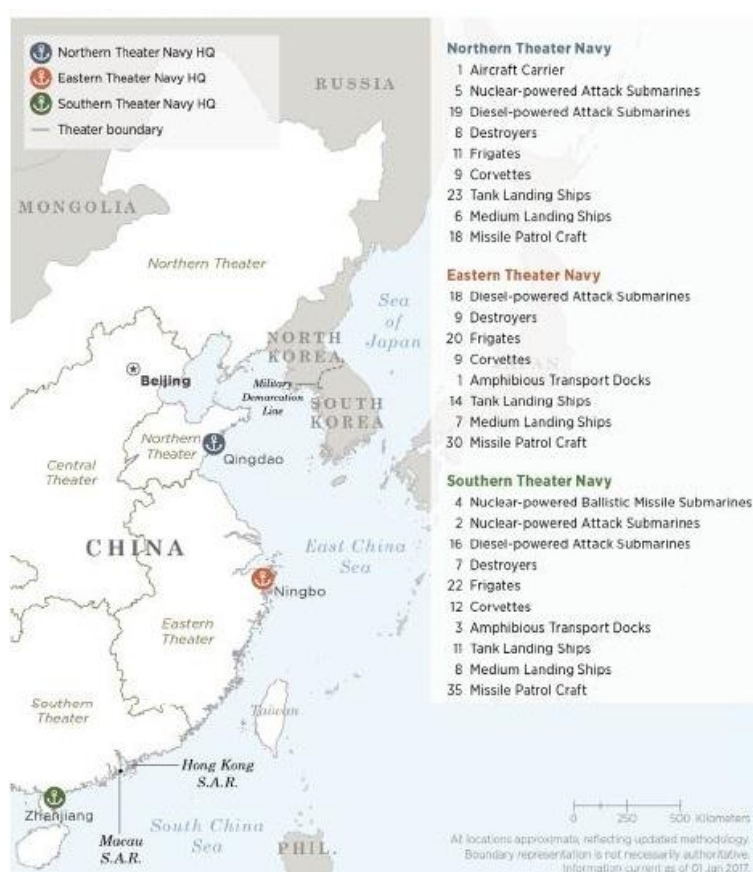 Northern Theater Navy HQ
Eastern Theater Navy HQ
Southern Theater Navy HQ
Theater boundary
RUSSIA
MONGOLIA
Northern Theater
Sea
of
Japan
NORTH
KOREA
Beijing
Military
Demarcation
Line
SOUTH
KOREA
Northern
Theater
Qingdao
Central
Theater
CHINA
East China
Sea
Ningbo
Eastern
Theater
Southern
Theater
Taiwan
Hong Kong
S.A.R.
Zhanjiang
Macau
S.A.R.
South China
Sea
PHIL.
JAPAN
Northern Theater Navy
1 Aircraft Carrier
5 Nuclear-powered Attack Submarines
19 Diesel-powered Attack Submarines
8 Destroyers
11 Frigates
9 Corvettes
23 Tank Landing Ships
6 Medium Landing Ships
18 Missile Patrol Craft
Eastern Theater Navy
18 Diesel-powered Attack Submarines
9 Destroyers
20 Frigates
9 Corvettes
1 Amphibious Transport Docks
14 Tank Landing Ships
7 Medium Landing Ships
30 Missile Patrol Craft
Southern Theater Navy
4 Nuclear-powered Ballistic Missile Submarines
2 Nuclear-powered Attack Submarines
16 Diesel-powered Attack Submarines
7 Destroyers
22 Frigates
12 Corvettes
3 Amphibious Transport Docks
11 Tank Landing Ships
8 Medium Landing Ships
35 Missile Patrol Craft
0 250 500 Kilometers
All locations approximate, reflecting updated methodology.
Boundary representation is not necessarily authoritative.
Information current as of 01 Jan 2017.